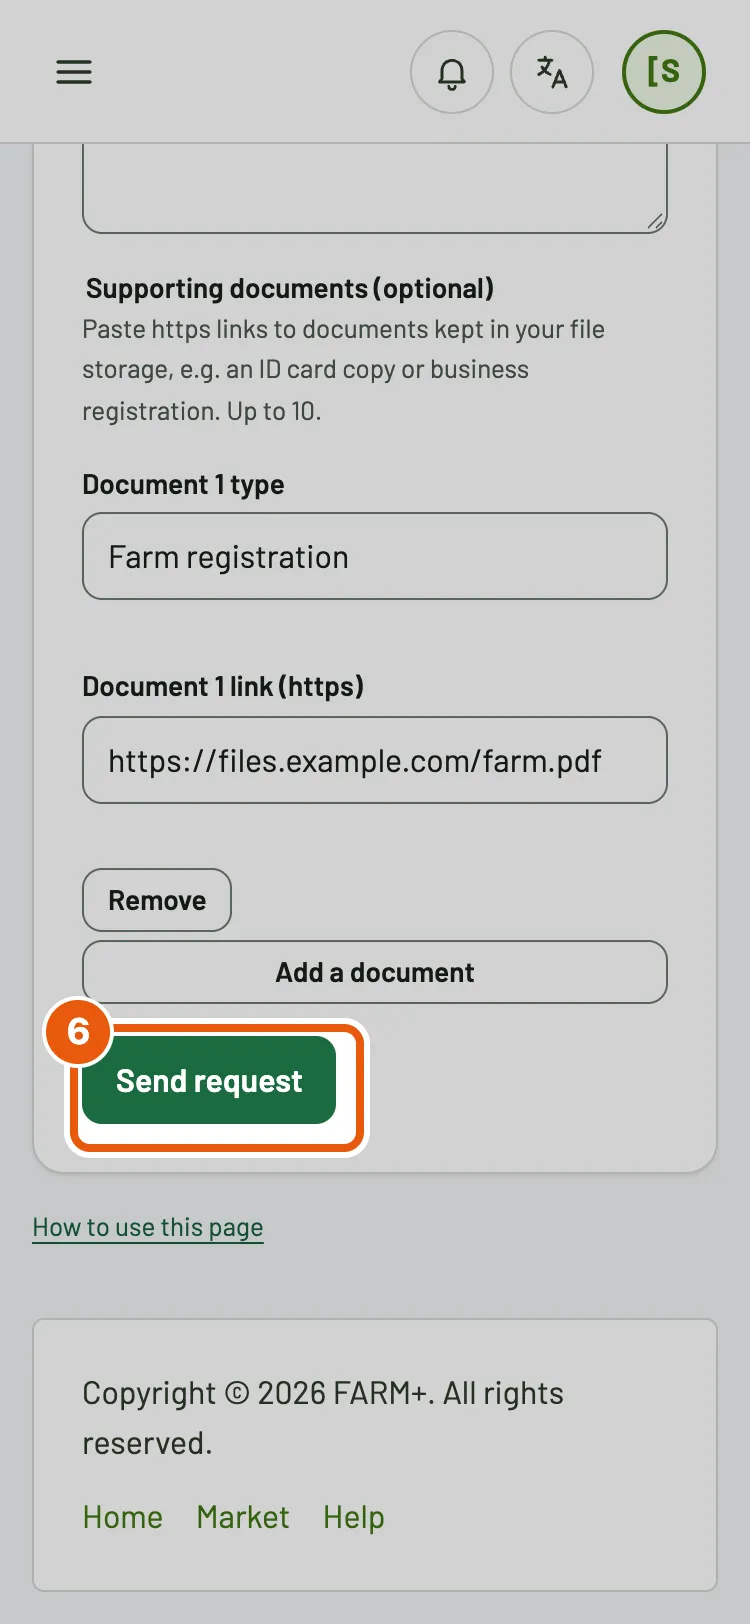 [S
Supporting documents (optional)
Paste https links to documents kept in your file
storage, e.g. an ID card copy or business
registration. Up to 10.
Document 1 type
Farm registration
Document 1 link (https)
https://files.example.com/farm.pdf
Remove
Add a document
6
Send request
How to use this page
Copyright © 2026 FARM+. All rights
reserved.
Home Market Help